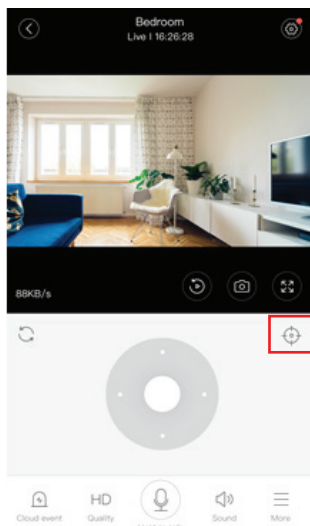 Bedroom
Live | 16:26:28
88KB/s
HD
Cloud event
Quality
Sound
More